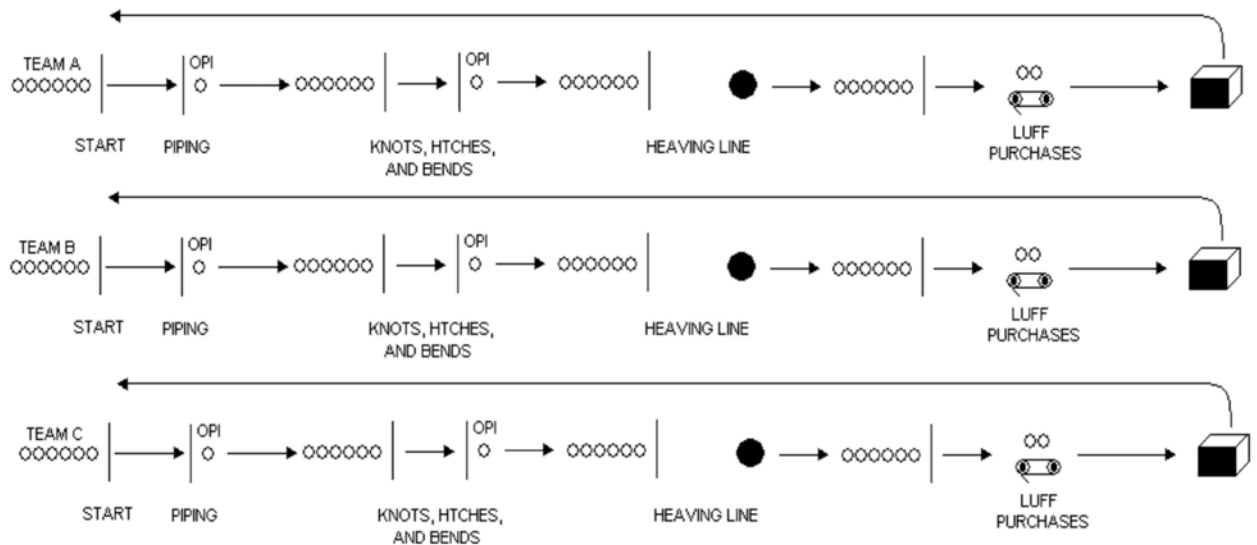 TEAM A
OPI
OPI
START PIPING KNOTS, HTCHES, HEAVING LINE LUFF
AND BENDS PURCHASES
TEAM B
OPI
OPI
START PIPING KNOTS, HTCHES, HEAVING LINE LUFF
AND BENDS PURCHASES
TEAM C
OPI
OPI
START PIPING KNOTS, HTCHES, HEAVING LINE LUFF
AND BENDS PURCHASES